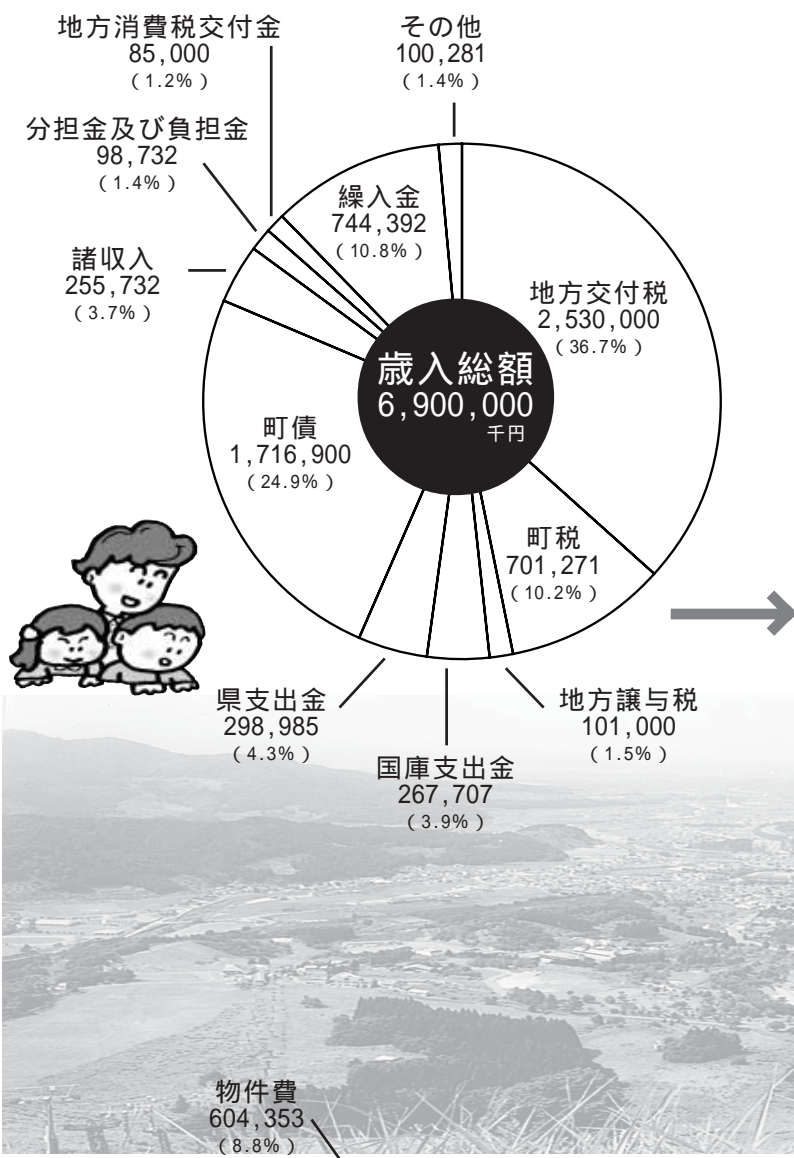 地方消費税交付金
85,000
（1.2%）
その他
100,281
（1.4%）
分担金及び負担金
98,732
（1.4%）
繰入金
744,392
（10.8%）
諸収入
255,732
（3.7%）
地方交付税
2,530,000
（36.7%）
歳入総額
6,900,000
千円
町債
1,716,900
（24.9%）
町税
701,271
（10.2%）
県支出金
298,985
（4.3%）
国庫支出金
267,707
（3.9%）
地方譲与税
101,000
（1.5%）
物件費
604,353
（8.8%）